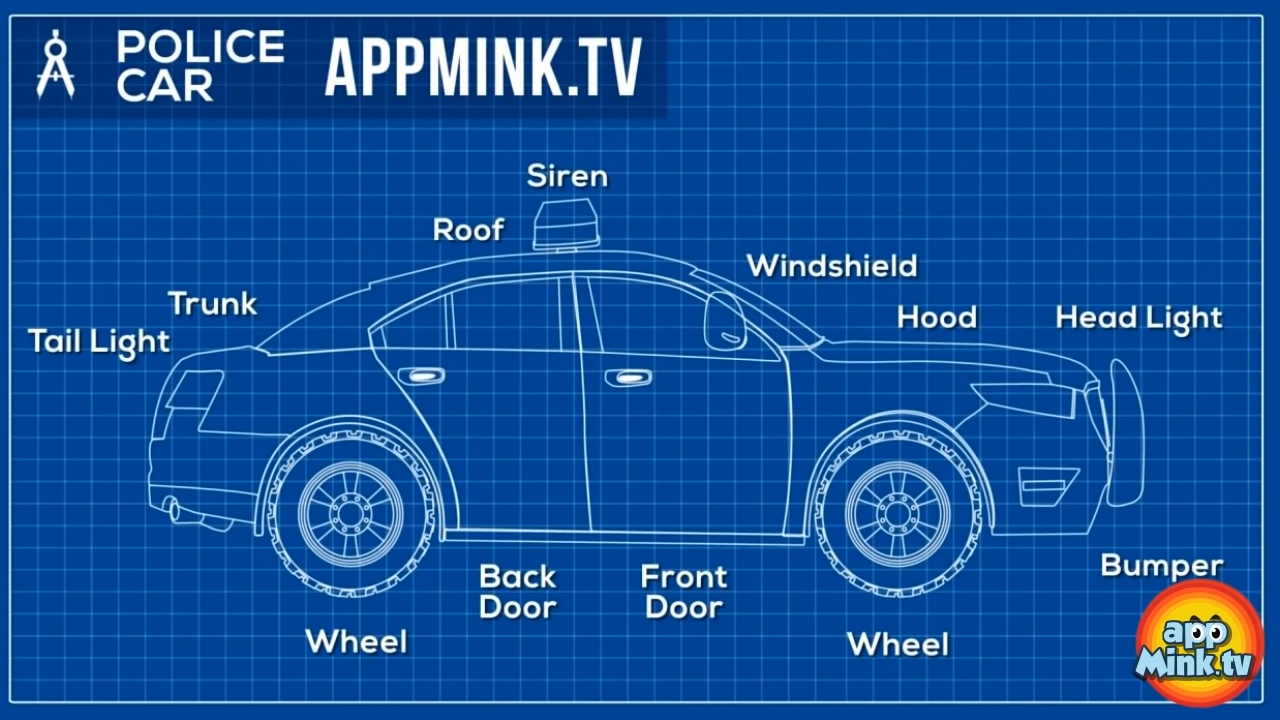 POLICE
CAR
APPMINK.TV
Siren
Roof
Windshield
Trunk
Hood
Head Light
Tail Light
Back
Door
Front
Door
Bumper
Wheel
Wheel
app
Mink.tv